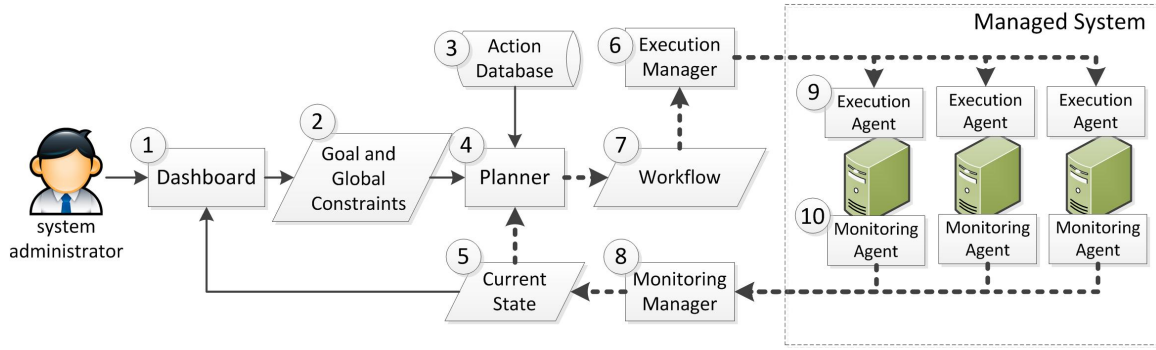 Managed System
3
Action
Database
6
Execution
Manager
9
Execution
Agent
Execution
Agent
Execution
Agent
1
Dashboard
2
Goal and
Global
Constraints
4
Planner
7
Workflow
system
administrator
5
Current
State
8
Monitoring
Manager
10
Monitoring
Agent
Monitoring
Agent
Monitoring
Agent